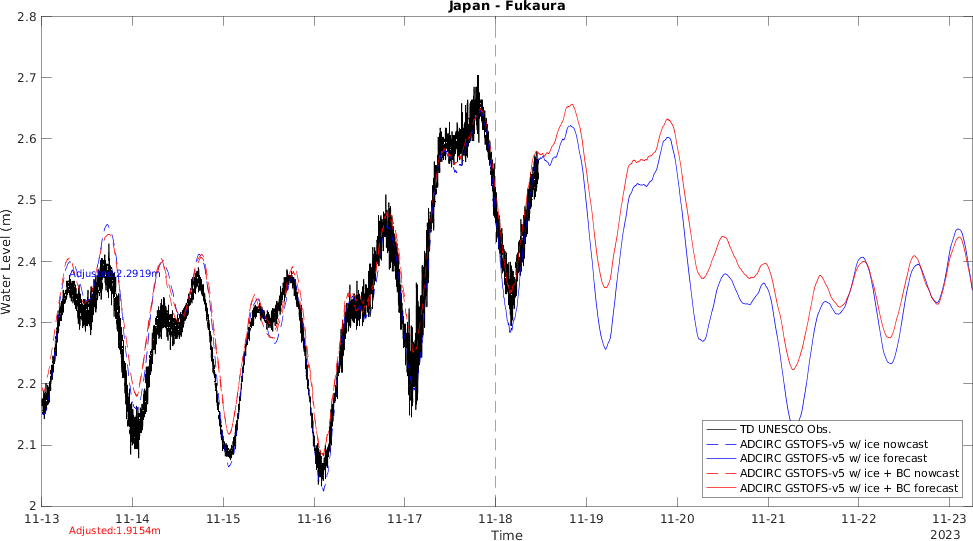 Japan - Fukaura
Water Level (m)
2.8
2.7
2.6
2.5
2.4
2.3
2.2
2.1
2
Adjusted:2.2919m
TD UNESCO Obs.
ADCIRC GSTOFS-v5 w/ ice nowcast
ADCIRC GSTOFS-v5 w/ ice forecast
ADCIRC GSTOFS-v5 w/ ice + BC nowcast
ADCIRC GSTOFS-v5 w/ ice + BC forecast
11-13 11-14 11-15 11-16 11-17 11-18 11-19 11-20 11-21 11-22 11-23
Adjusted:1.9154m
Time
2023